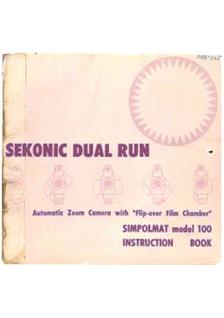 SEKONIC DUAL RUN
Automatic Zoom Camera with "Flip-over Film Chamber"
SIMPOLMAT model 100
INSTRUCTION BOOK